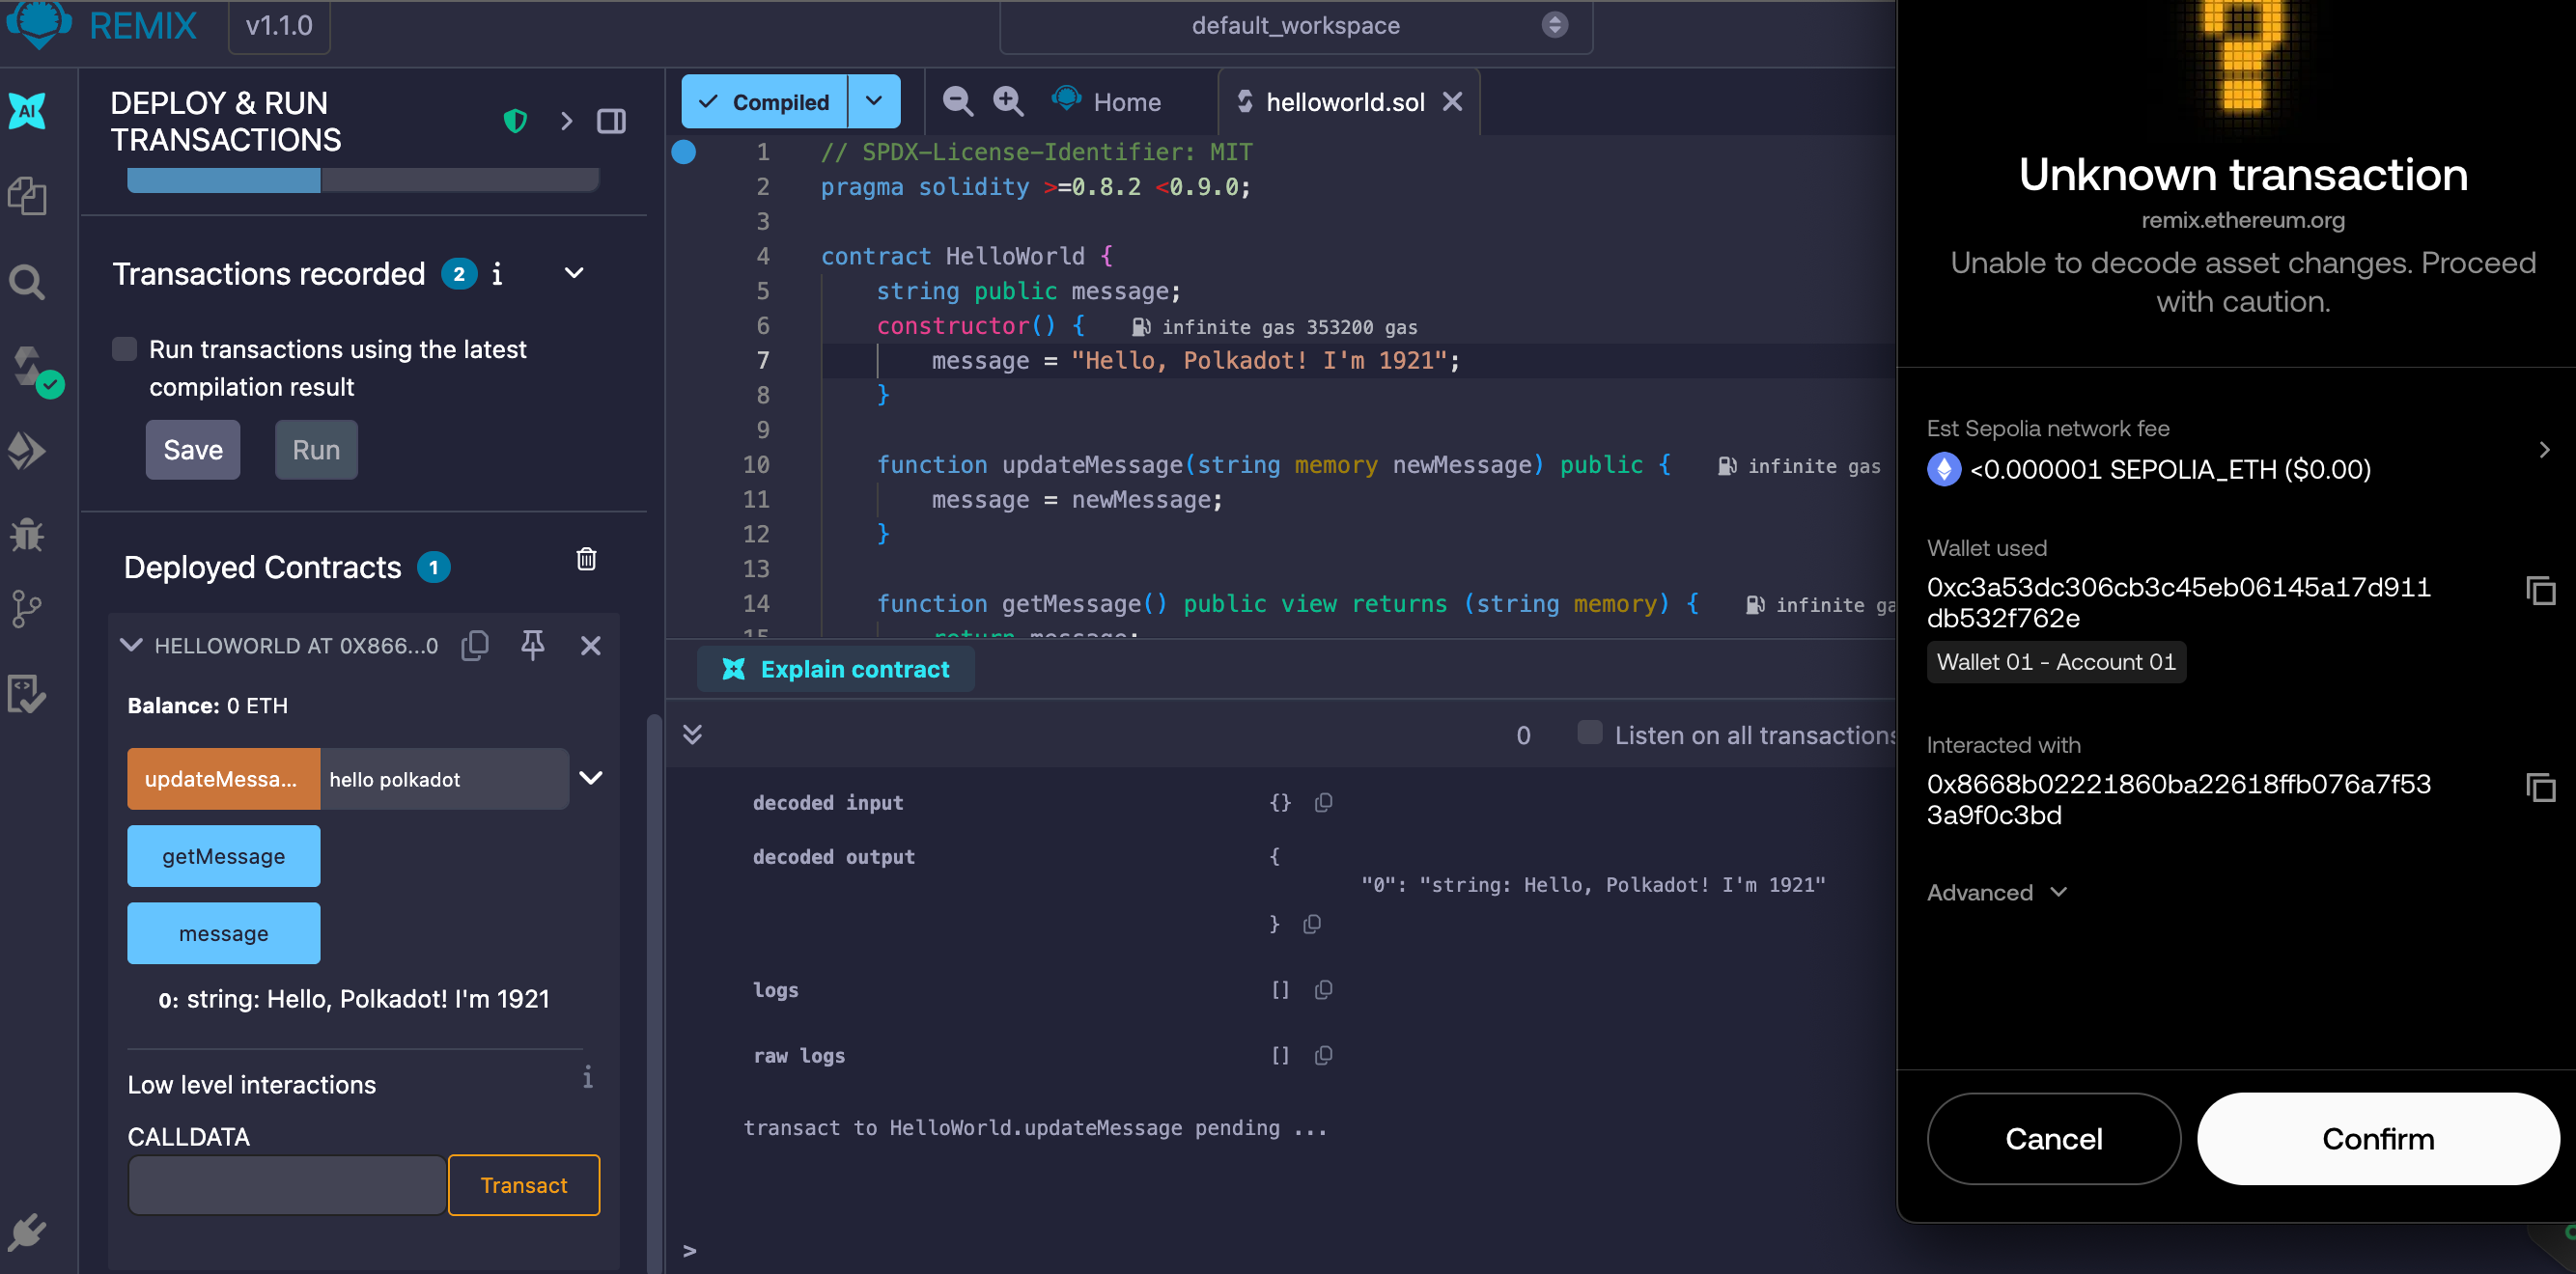 REMIX
v1.1.0
default_workspace
AI
DEPLOY & RUN
TRANSACTIONS
Transactions recorded 2 i
Run transactions using the latest
compilation result
Save
Run
Deployed Contracts 1
HELLOWORLD AT 0X866...0
Balance: 0 ETH
updateMessa...
hello polkadot
getMessage
message
0: string: Hello, Polkadot! I'm 1921
Low level interactions
i
CALLDATA
Transact
Compiled
Home
helloworld.sol
1 // SPDX-License-Identifier: MIT
2 pragma solidity >=0.8.2 <0.9.0;
3
4 contract HelloWorld {
5 string public message;
6 constructor() { infinite gas 353200 gas
7 message = "Hello, Polkadot! I'm 1921";
8 }
9
10 function updateMessage(string memory newMessage) public { infinite gas
11 message = newMessage;
12 }
13
14 function getMessage() public view returns (string memory) { infinite ga
15 return message;
Explain contract
0
Listen on all transactions
decoded input {}
decoded output {
"0": "string: Hello, Polkadot! I'm 1921"
}
logs []
raw logs []
transact to HelloWorld.updateMessage pending ...
>
?
Unknown transaction
remix.ethereum.org
Unable to decode asset changes. Proceed
with caution.
Est Sepolia network fee
<0.000001 SEPOLIA_ETH ($0.00)
Wallet used
0xc3a53dc306cb3c45eb06145a17d911
db532f762e
Wallet 01 - Account 01
Interacted with
0x8668b02221860ba22618ffb076a7f53
3a9f0c3bd
Advanced
Cancel
Confirm